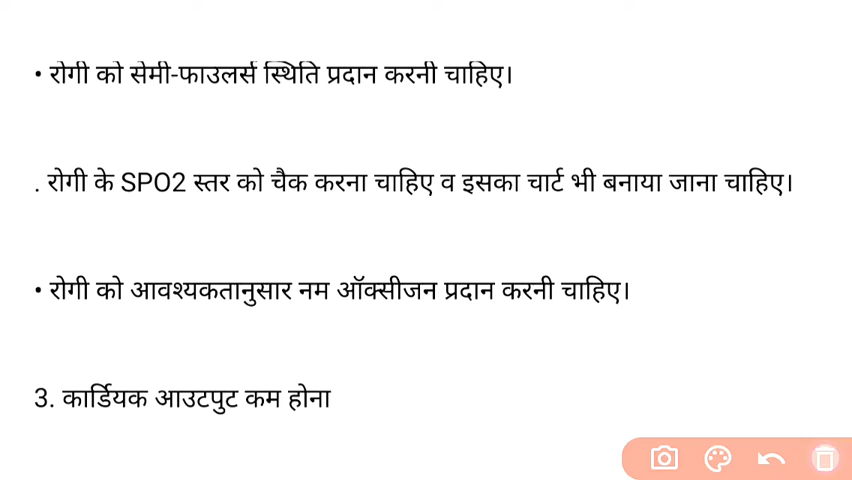 • रोगी को सेमी-फाउलर्स स्थिति प्रदान करनी चाहिए।
. रोगी के SPO2 स्तर को चैक करना चाहिए व इसका चार्ट भी बनाया जाना चाहिए।
• रोगी को आवश्यकतानुसार नम ऑक्सीजन प्रदान करनी चाहिए।
3. कार्डियक आउटपुट कम होना